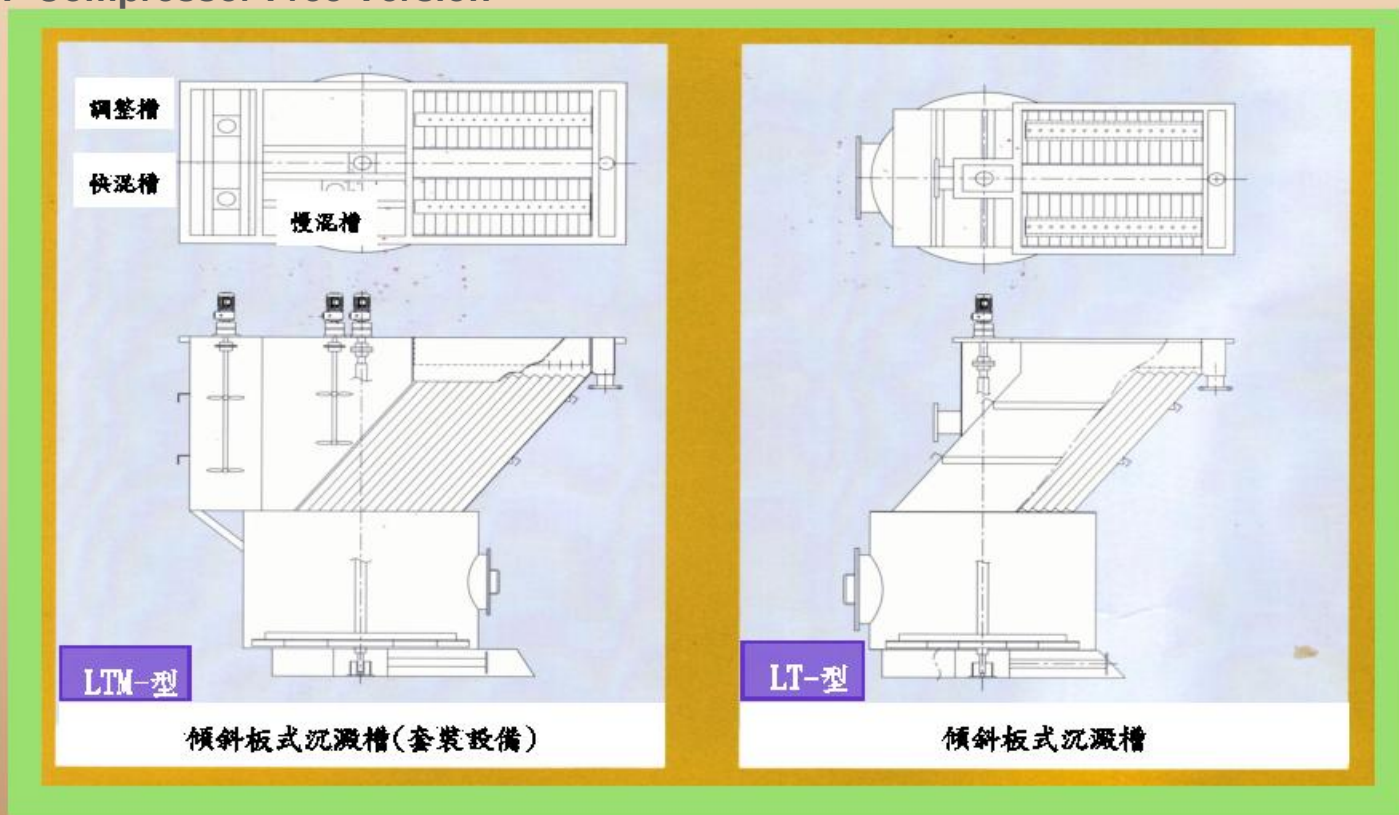 Compressor Free Version
調整槽
快混槽
慢混槽
LTM-型
傾斜板式沉澱槽(套裝設備)
LT-型
傾斜板式沉澱槽